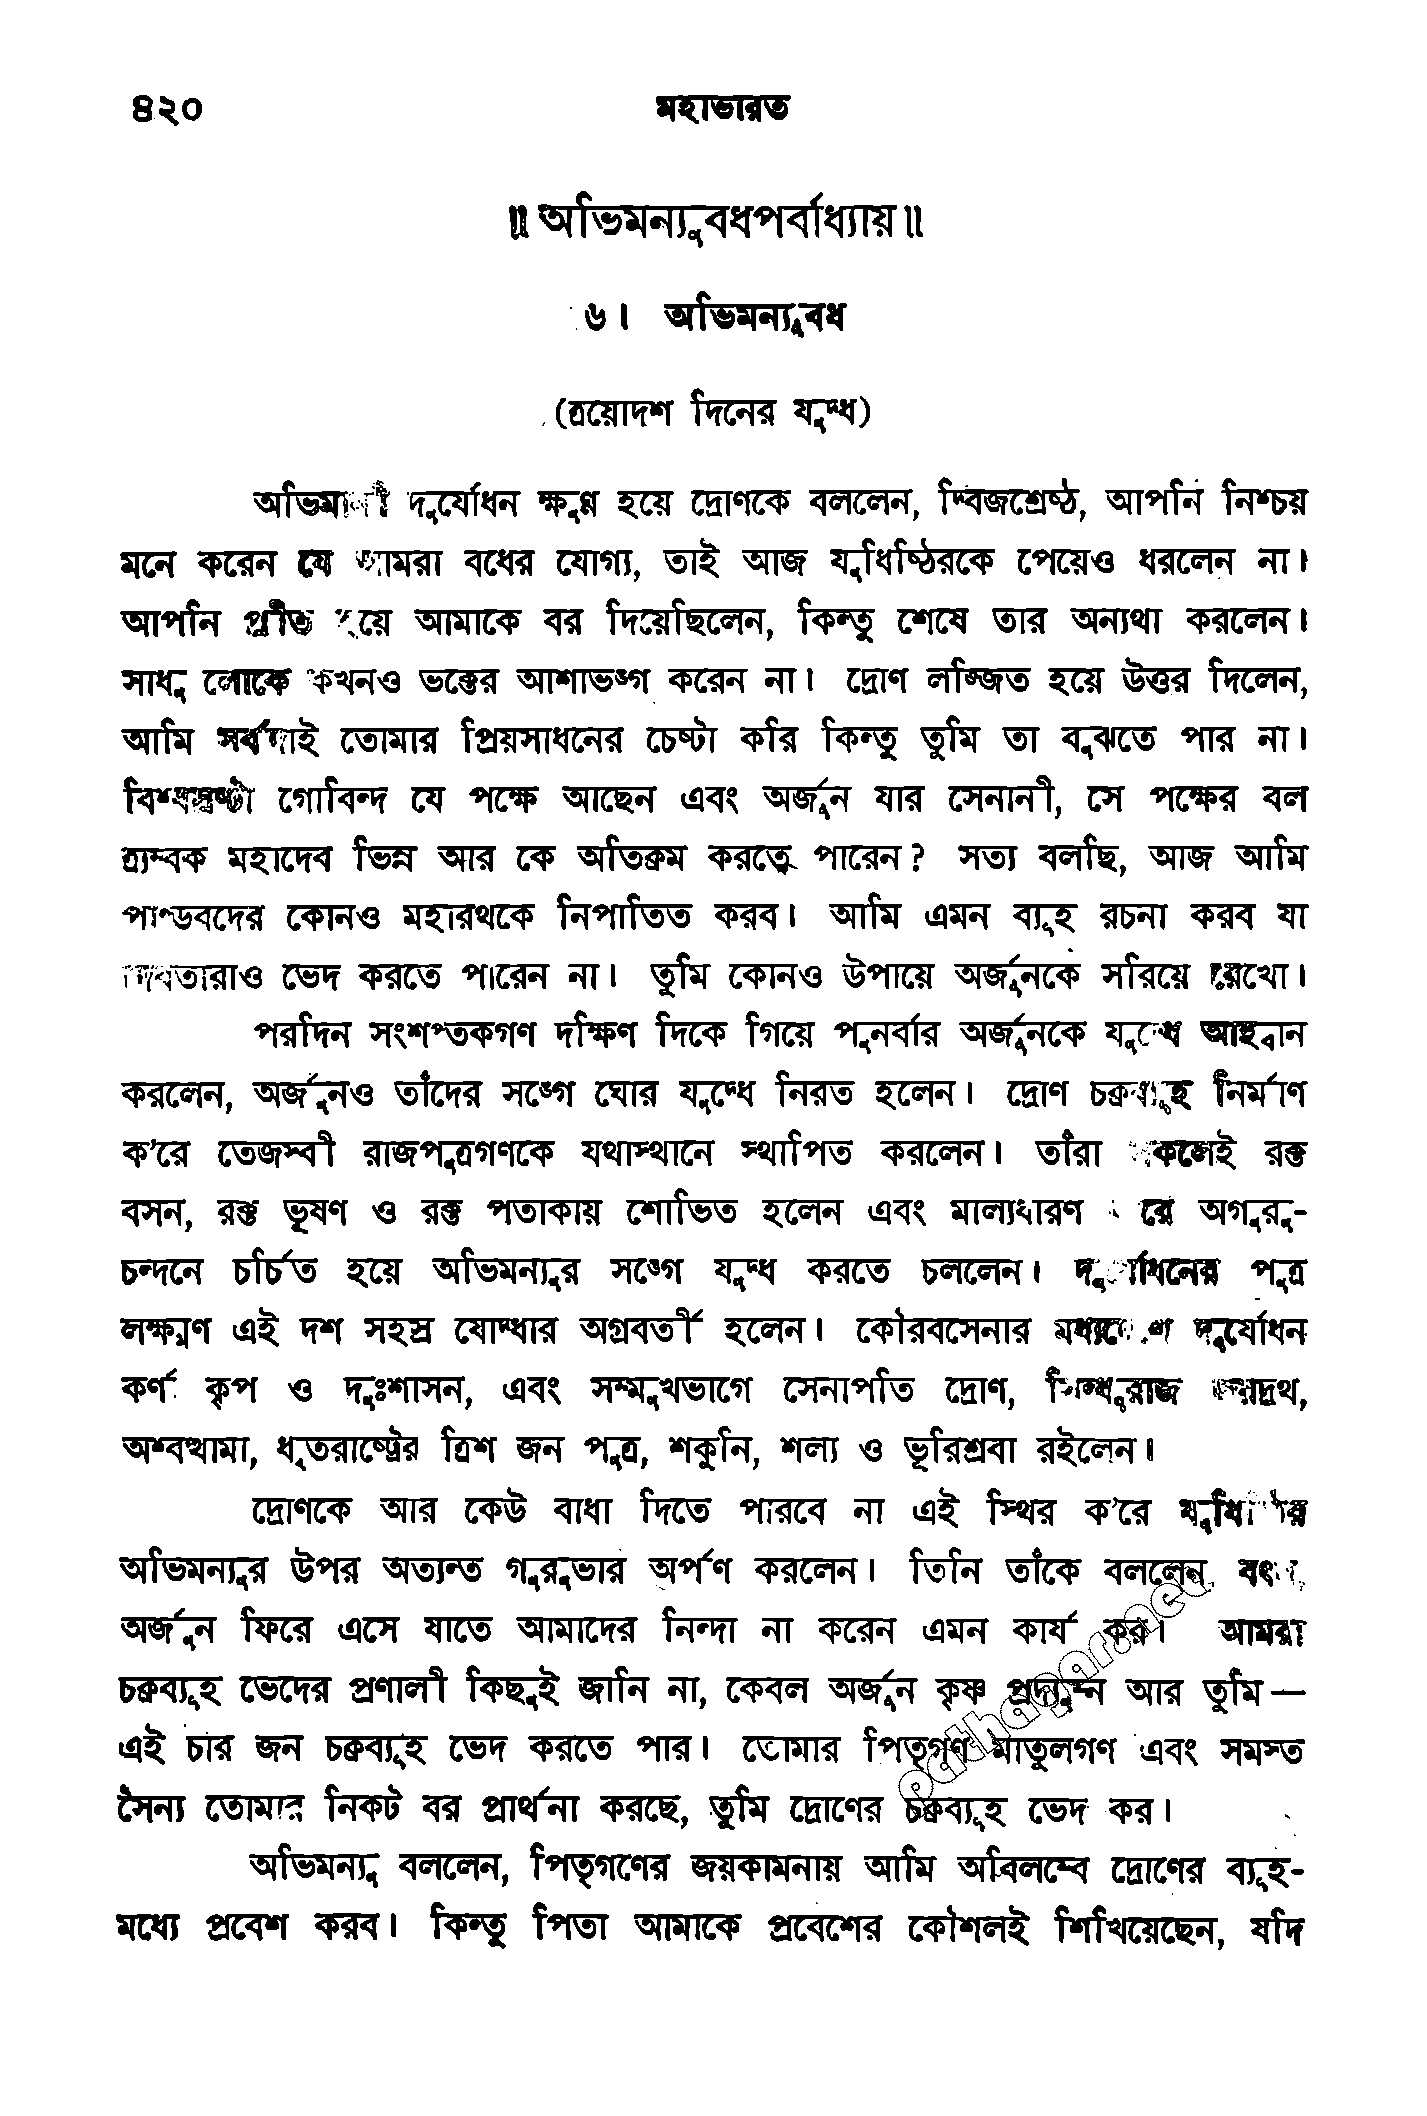 ৪২০
মহাভারত
॥ অভিমন্যুবধপর্বাধ্যায় ॥
৬। অভিমন্যুবধ
(ত্রয়োদশ দিনের যুদ্ধ)
অভিমানী দুর্যোধন ক্ষুণ্ন হয়ে দ্রোণকে বললেন, দ্বিজশ্রেষ্ঠ, আপনি নিশ্চয়
মনে করেন যে আমরা বধের যোগ্য, তাই আজ যুধিষ্ঠিরকে পেয়েও ধরলেন না।
আপনি প্রীত হয়ে আমাকে বর দিয়েছিলেন, কিন্তু শেষে তার অন্যথা করলেন।
সাধু লোকে কখনও ভক্তের আশাভঙ্গ করেন না। দ্রোণ লজ্জিত হয়ে উত্তর দিলেন,
আমি সর্বদাই তোমার প্রিয়সাধনের চেষ্টা করি কিন্তু তুমি তা বুঝতে পার না।
বিশ্বস্রষ্টা গোবিন্দ যে পক্ষে আছেন এবং অর্জুন যার সেনানী, সে পক্ষের বল
ত্র্যম্বক মহাদেব ভিন্ন আর কে অতিক্রম করতে পারেন? সত্য বলছি, আজ আমি
পাণ্ডবদের কোনও মহারথকে নিপাতিত করব। আমি এমন ব্যূহ রচনা করব যা
দেবতারাও ভেদ করতে পারেন না। তুমি কোনও উপায়ে অর্জুনকে সরিয়ে রেখো।
পরদিন সংশপ্তকগণ দক্ষিণ দিকে গিয়ে পুনর্বার অর্জুনকে যুদ্ধে আহ্বান
করলেন, অর্জুনও তাঁদের সঙ্গে ঘোর যুদ্ধে নিরত হলেন। দ্রোণ চক্রব্যূহ নির্মাণ
ক'রে তেজস্বী রাজপুত্রগণকে যথাস্থানে স্থাপিত করলেন। তাঁরা সকলেই রক্ত
বসন, রক্ত ভূষণ ও রক্ত পতাকায় শোভিত হলেন এবং মাল্যধারণ ক'রে অগুরু-
চন্দনে চর্চিত হয়ে অভিমন্যুর সঙ্গে যুদ্ধ করতে চললেন। দুর্যোধনের পুত্র
লক্ষ্মণ এই দশ সহস্র যোদ্ধার অগ্রবর্তী হলেন। কৌরবসেনার মধ্যভাগে দুর্যোধন
কর্ণ কৃপ ও দুঃশাসন, এবং সম্মুখভাগে সেনাপতি দ্রোণ, সিন্ধুরাজ জয়দ্রথ,
অশ্বত্থামা, ধৃতরাষ্ট্রের ত্রিশ জন পুত্র, শকুনি, শল্য ও ভূরিশ্রবা রইলেন।
দ্রোণকে আর কেউ বাধা দিতে পারবে না এই স্থির ক'রে যুধিষ্ঠির
অভিমন্যুর উপর অত্যন্ত গুরুভার অর্পণ করলেন। তিনি তাঁকে বললেন, বৎস,
অর্জুন ফিরে এসে যাতে আমাদের নিন্দা না করেন এমন কার্য কর। আমরা
চক্রব্যূহ ভেদের প্রণালী কিছুই জানি না, কেবল অর্জুন কৃষ্ণ প্রদ্যুম্ন আর তুমি—
এই চার জন চক্রব্যূহ ভেদ করতে পার। তোমার পিতৃগণ মাতুলগণ এবং সমস্ত
সৈন্য তোমার নিকট বর প্রার্থনা করছে, তুমি দ্রোণের চক্রব্যূহ ভেদ কর।
অভিমন্যু বললেন, পিতৃগণের জয়কামনায় আমি অবিলম্বে দ্রোণের ব্যূহ-
মধ্যে প্রবেশ করব। কিন্তু পিতা আমাকে প্রবেশের কৌশলই শিখিয়েছেন, যদি
pathagar.net